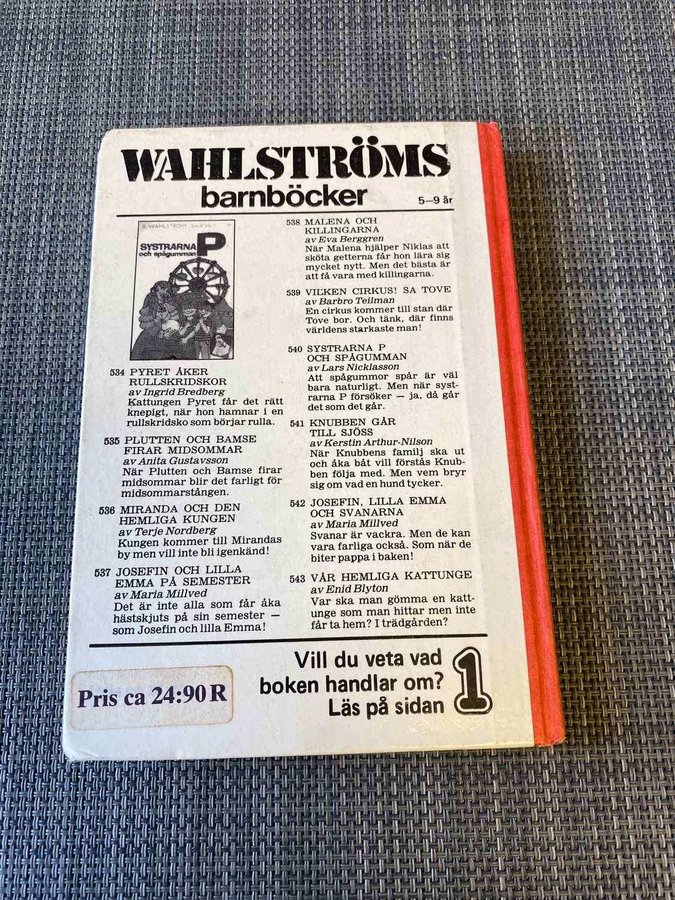 WAHLSTRÖMS
barnböcker
5–9 år
SYSTRARNA P
och spågumman
534 PYRET ÅKER
RULLSKRIDSKOR
av Ingrid Bredberg
Kattungen Pyret får det rätt
knepigt, när hon hamnar i en
rullskridsko som börjar rulla.
535 PLUTTEN OCH BAMSE
FIRAR MIDSOMMAR
av Anita Gustavsson
När Plutten och Bamse firar
midsommar blir det farligt för
midsommarstången.
536 MIRANDA OCH DEN
HEMLIGA KUNGEN
av Terje Nordberg
Kungen kommer till Mirandas
by men vill inte bli igenkänd!
537 JOSEFIN OCH LILLA
EMMA PÅ SEMESTER
av Maria Millved
Det är inte alla som får åka
hästskjuts på sin semester —
som Josefin och lilla Emma!
538 MALENA OCH
KILLINGARNA
av Eva Berggren
När Malena hjälper Niklas att
sköta getterna får hon lära sig
mycket nytt. Men det bästa är
att få vara med killingarna.
539 VILKEN CIRKUS! SA TOVE
av Barbro Teilman
En cirkus kommer till stan där
Tove bor. Och tänk, där finns
världens starkaste man!
540 SYSTRARNA P
OCH SPÅGUMMAN
av Lars Nicklasson
Att spågummor spår är väl
bara naturligt. Men när syst-
rarna P försöker — ja, då går
det som det går.
541 KNUBBEN GÅR
TILL SJÖSS
av Kerstin Arthur-Nilson
När Knubbens familj ska ut
och åka båt vill förstås Knub-
ben följa med. Men vem bryr
sig om vad en hund tycker.
542 JOSEFIN, LILLA EMMA
OCH SVANARNA
av Maria Millved
Svanar är vackra. Men de kan
vara farliga också. Som när de
biter pappa i baken!
543 VÅR HEMLIGA KATTUNGE
av Enid Blyton
Var ska man gömma en katt-
unge som man hittar men inte
får ta hem? I trädgården?
Pris ca 24:90 R
Vill du veta vad
boken handlar om?
Läs på sidan 1